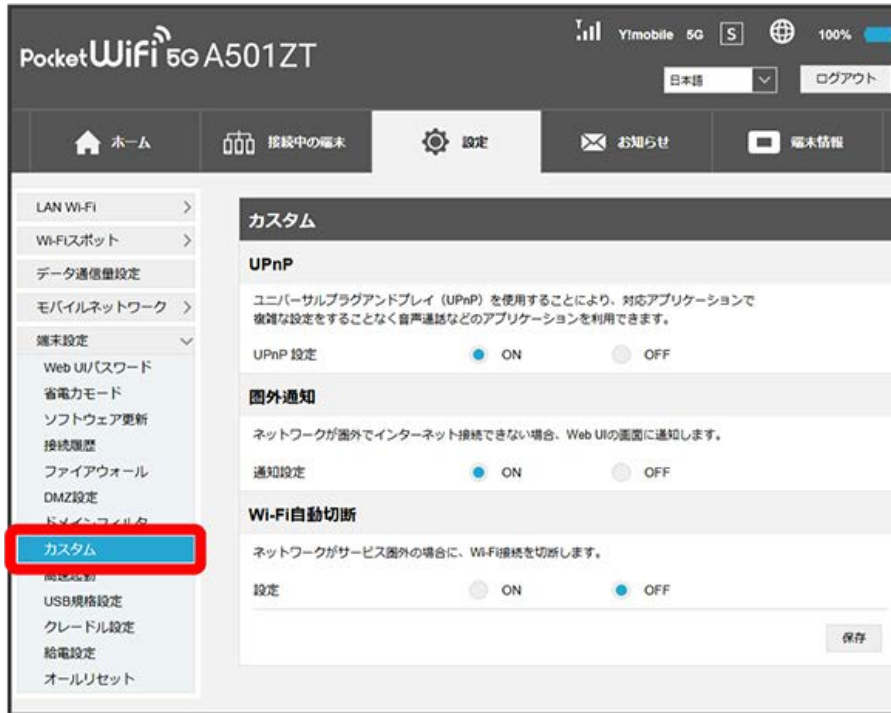 PocketWiFi 5G A501ZT
Y!mobile 5G S 100%
日本語 ログアウト
ホーム 接続中の端末 設定 お知らせ 端末情報
LAN Wi-Fi
Wi-Fiスポット
データ通信量設定
モバイルネットワーク
端末設定
Web UIパスワード
省電力モード
ソフトウェア更新
接続履歴
ファイアウォール
DMZ設定
ドメインフィルタ
カスタム
高速起動
USB規格設定
クレードル設定
給電設定
オールリセット
カスタム
UPnP
ユニバーサルプラグアンドプレイ（UPnP）を使用することにより、対応アプリケーションで
複雑な設定をすることなく音声通話などのアプリケーションを利用できます。
UPnP 設定 ON OFF
圏外通知
ネットワークが圏外でインターネット接続できない場合、Web UIの画面に通知します。
通知設定 ON OFF
Wi-Fi自動切断
ネットワークがサービス圏外の場合に、Wi-Fi接続を切断します。
設定 ON OFF
保存